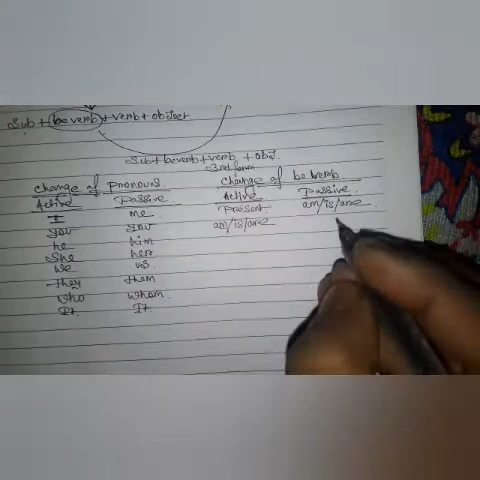 Sub + be verb + verb + object
Sub + be verb + verb + obj.
3rd form
Change of Pronouns
Active Passive
I me
you you
he him
She her
we us
they them
who whom
It It
Change of be verb
Active Passive
Present am/is/are
am/is/are